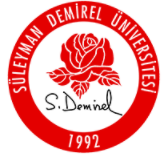 SÜLEYMAN DEMİREL ÜNİVERSİTESİ
S. Demirel
1992